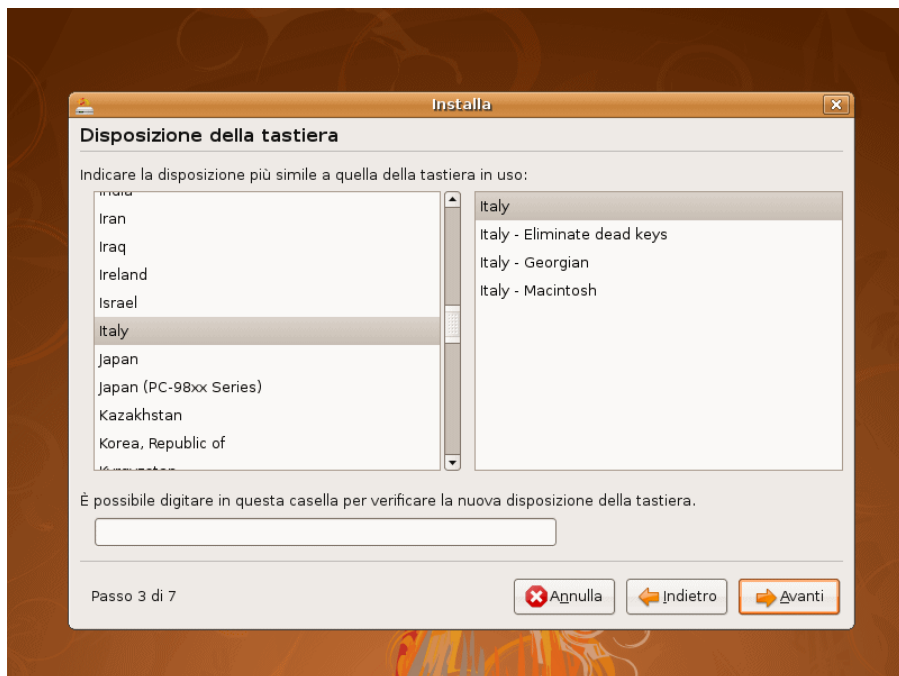 Installa
Disposizione della tastiera
Indicare la disposizione più simile a quella della tastiera in uso:
India
Iran
Iraq
Ireland
Israel
Italy
Japan
Japan (PC-98xx Series)
Kazakhstan
Korea, Republic of
Italy
Italy - Eliminate dead keys
Italy - Georgian
Italy - Macintosh
È possibile digitare in questa casella per verificare la nuova disposizione della tastiera.
Passo 3 di 7
Annulla
Indietro
Avanti